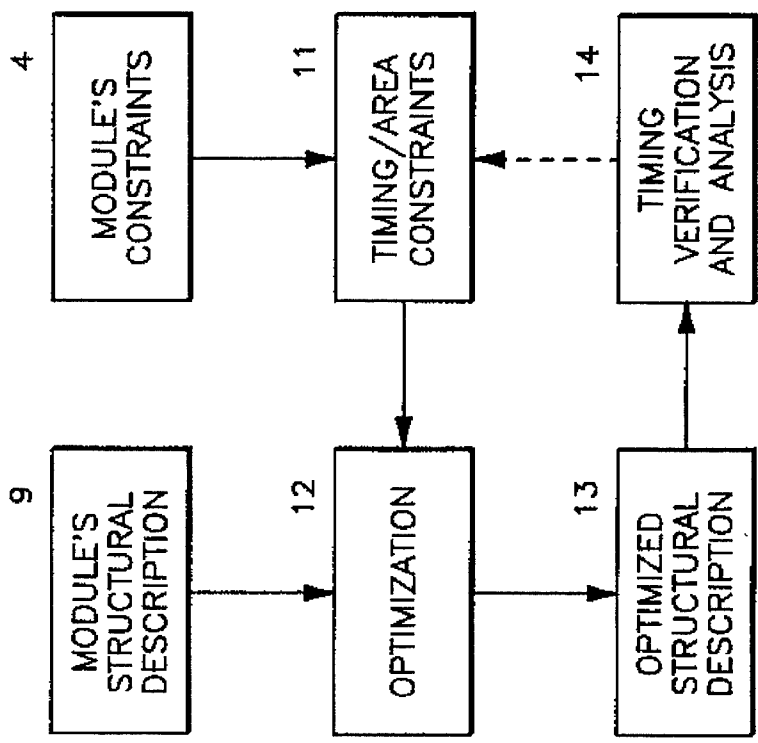 9
MODULE'S
STRUCTURAL
DESCRIPTION
4
MODULE'S
CONSTRAINTS
12
OPTIMIZATION
11
TIMING/AREA
CONSTRAINTS
13
OPTIMIZED
STRUCTURAL
DESCRIPTION
14
TIMING
VERIFICATION
AND ANALYSIS